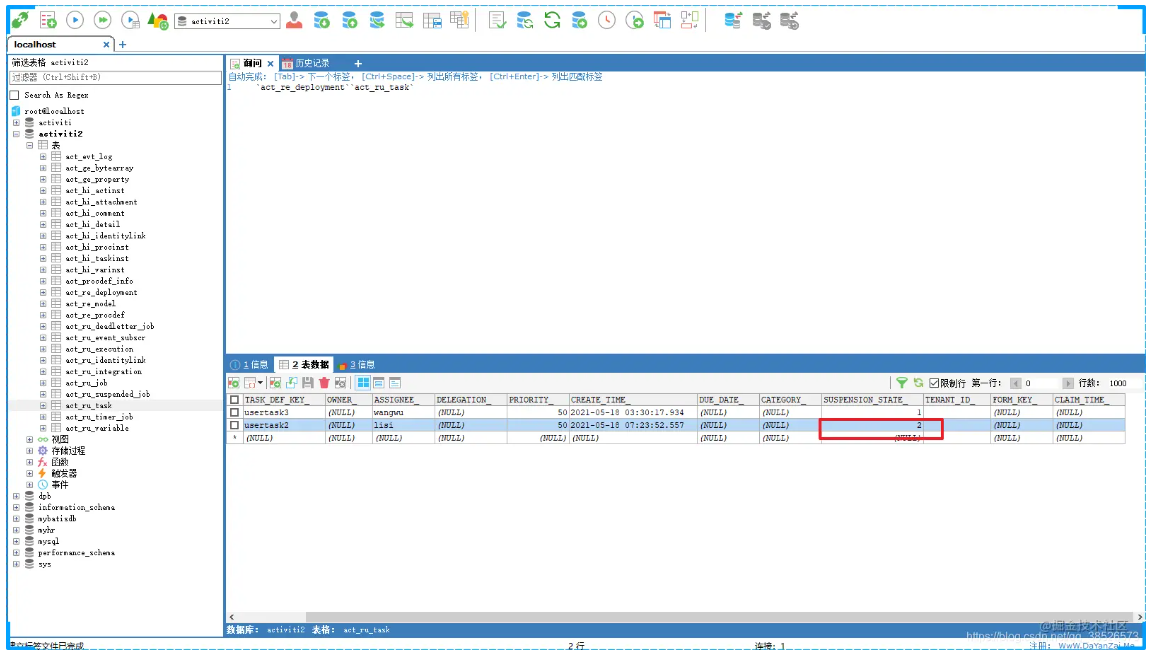 activiti2
localhost × +
筛选表格 activiti2
过滤器 (Ctrl+Shift+B)
Search As Regex
root@localhost
activiti
activiti2
表
act_evt_log
act_ge_bytearray
act_ge_property
act_hi_actinst
act_hi_attachment
act_hi_comment
act_hi_detail
act_hi_identitylink
act_hi_procinst
act_hi_taskinst
act_hi_varinst
act_procdef_info
act_re_deployment
act_re_model
act_re_procdef
act_ru_deadletter_job
act_ru_event_subscr
act_ru_execution
act_ru_identitylink
act_ru_integration
act_ru_job
act_ru_suspended_job
act_ru_task
act_ru_timer_job
act_ru_variable
视图
存储过程
函数
触发器
事件
dpb
information_schema
mybatisdb
myhr
mysql
performance_schema
sys
询问 × 历史记录 +
自动完成: [Tab]-> 下一个标签, [Ctrl+Space]-> 列出所有标签, [Ctrl+Enter]-> 列出匹配标签
1 `act_re_deployment``act_ru_task`
1 信息 2 表数据 3 信息
限制行 第一行: 0 行数: 1000
TASK_DEF_KEY_ OWNER_ ASSIGNEE_ DELEGATION_ PRIORITY_ CREATE_TIME_ DUE_DATE_ CATEGORY_ SUSPENSION_STATE_ TENANT_ID_ FORM_KEY_ CLAIM_TIME_
usertask3 (NULL) wangwu (NULL) 50 2021-05-18 03:30:17.934 (NULL) (NULL) 1 (NULL) (NULL)
usertask2 (NULL) lisi (NULL) 50 2021-05-18 07:23:52.557 (NULL) (NULL) 2 (NULL) (NULL)
* (NULL) (NULL) (NULL) (NULL) (NULL) (NULL) (NULL) (NULL) (NULL) (NULL) (NULL)
数据库: activiti2 表格: act_ru_task
@掘金技术社区
https://blog.csdn.net/qq_38526573
标签文件已完成 2 行 连接: 1 注册: WwW.DaYanZai.Me